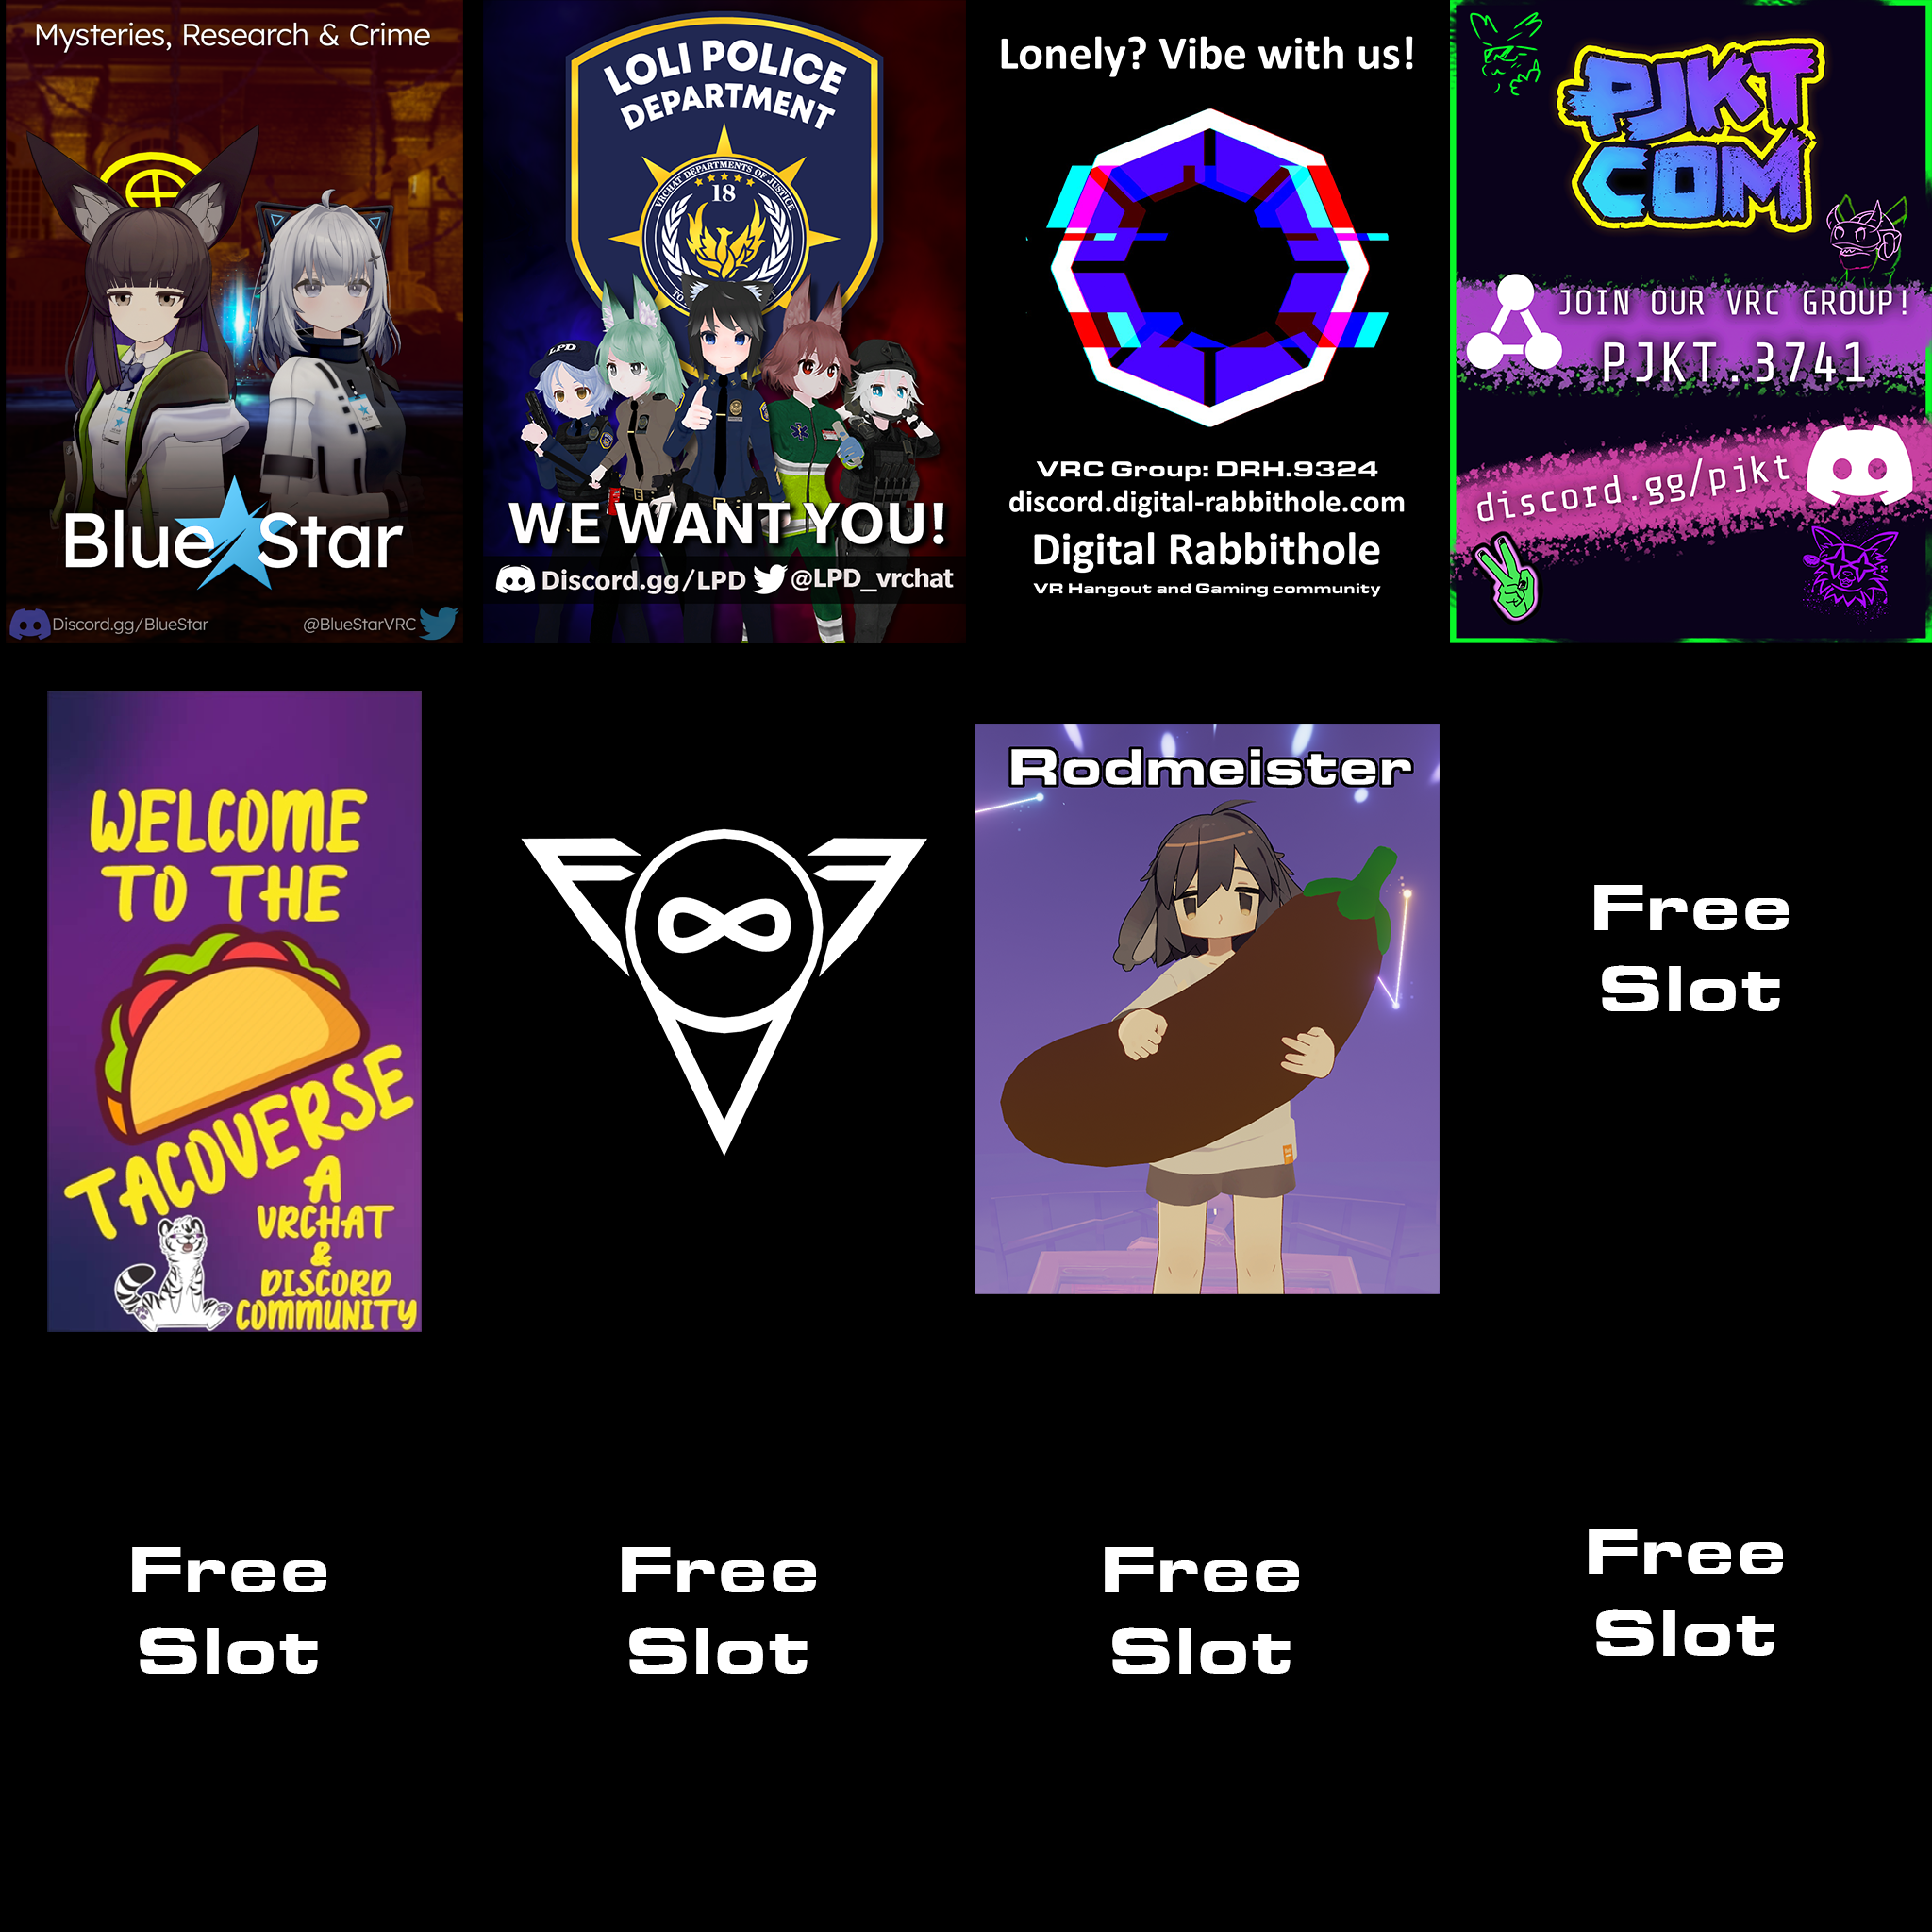 Mysteries, Research & Crime
Blue Star
Discord.gg/BlueStar
@BlueStarVRC
LOLI POLICE
DEPARTMENT
VRCHAT DEPARTMENTS OF JUSTICE
18
LPD
WE WANT YOU!
Discord.gg/LPD @LPD_vrchat
Lonely? Vibe with us!
VRC Group: DRH.9324
discord.digital-rabbithole.com
Digital Rabbithole
VR Hangout and Gaming community
PJKT
COM
JOIN OUR VRC GROUP!
PJKT.3741
discord.gg/pjkt
WELCOME
TO THE
TACOVERSE
A
VRCHAT
&
DISCORD
COMMUNITY
Rodmeister
Free
Slot
Free
Slot
Free
Slot
Free
Slot
Free
Slot